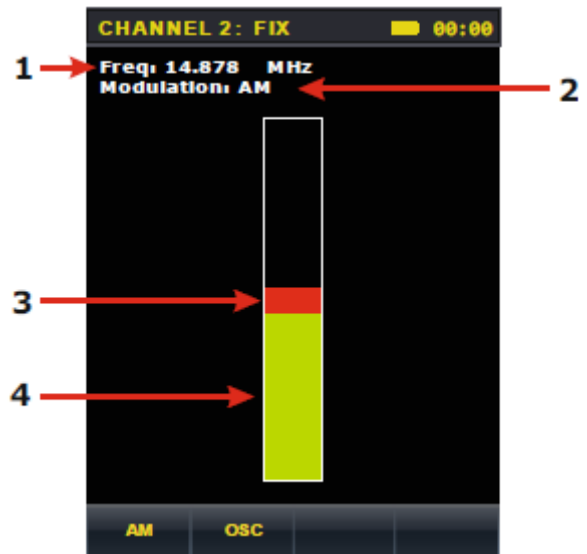 CHANNEL 2: FIX 00:00
1 Freq: 14.878 MHz
Modulation: AM 2
3
4
AM OSC